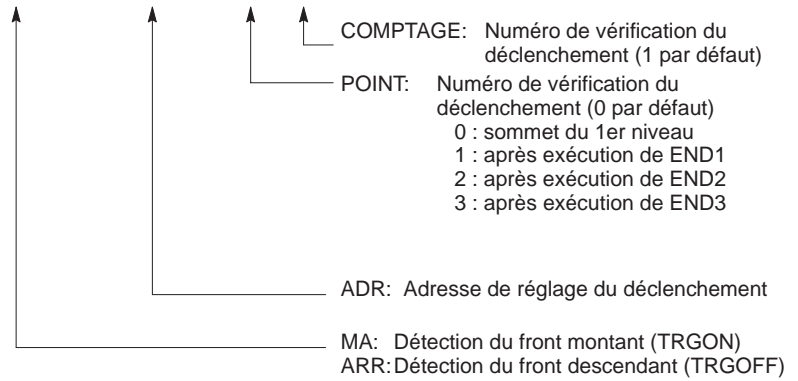 COMPTAGE: Numéro de vérification du
déclenchement (1 par défaut)
POINT: Numéro de vérification du
déclenchement (0 par défaut)
0 : sommet du 1er niveau
1 : après exécution de END1
2 : après exécution de END2
3 : après exécution de END3
ADR: Adresse de réglage du déclenchement
MA: Détection du front montant (TRGON)
ARR: Détection du front descendant (TRGOFF)